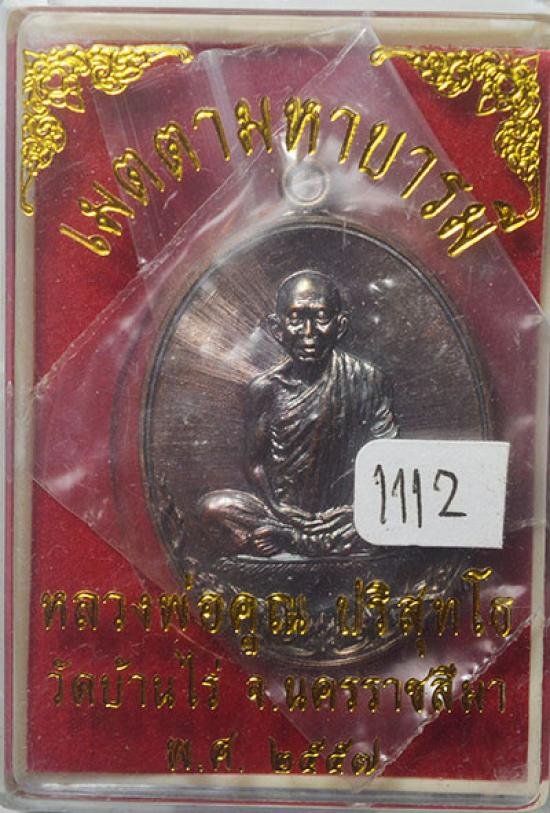 เมตตามหาบารมี
1112
หลวงพ่อคูณ ปริสุทโธ
วัดบ้านไร่ จ.นครราชสีมา
พ.ศ. ๒๕๕๗